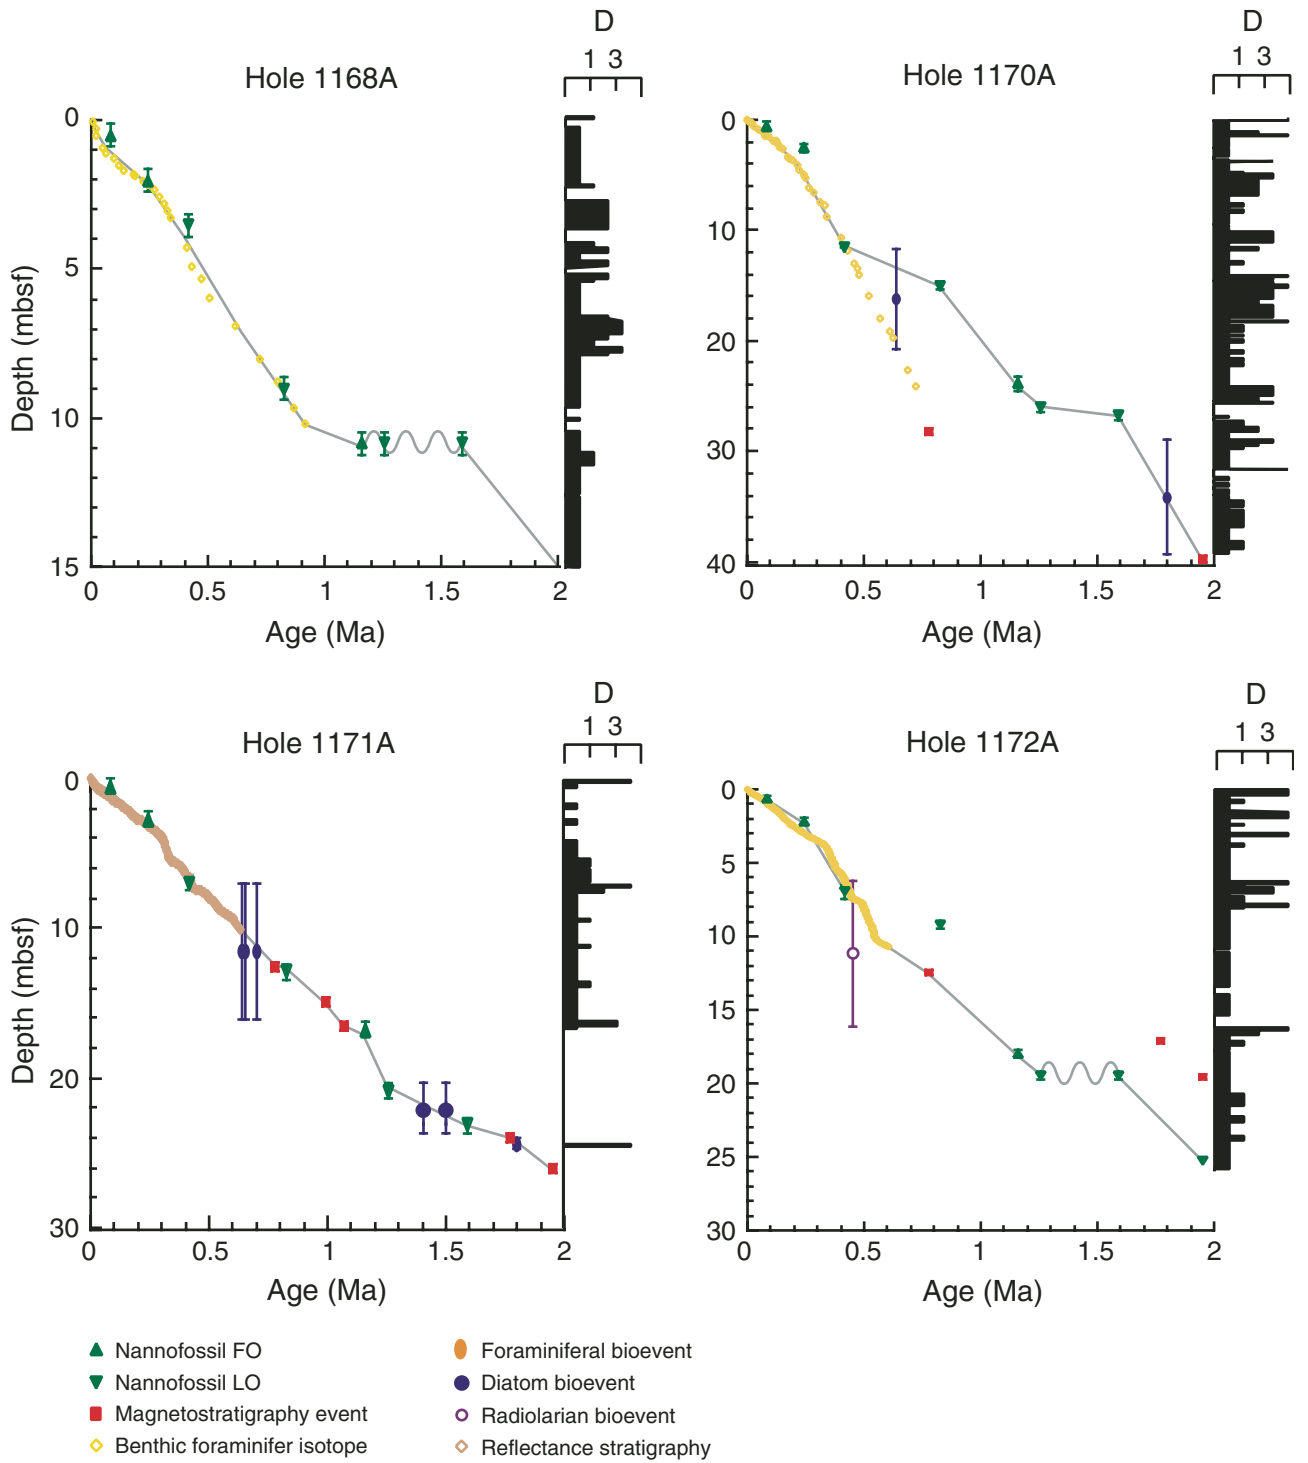 D
1 3
Hole 1168A
0
5
10
15
Depth (mbsf)
0 0.5 1 1.5 2
Age (Ma)
D
1 3
Hole 1170A
0
10
20
30
40
0 0.5 1 1.5 2
Age (Ma)
D
1 3
Hole 1171A
0
10
20
30
Depth (mbsf)
0 0.5 1 1.5 2
Age (Ma)
D
1 3
Hole 1172A
0
5
10
15
20
25
30
0 0.5 1 1.5 2
Age (Ma)
Nannofossil FO
Nannofossil LO
Magnetostratigraphy event
Benthic foraminifer isotope
Foraminiferal bioevent
Diatom bioevent
Radiolarian bioevent
Reflectance stratigraphy